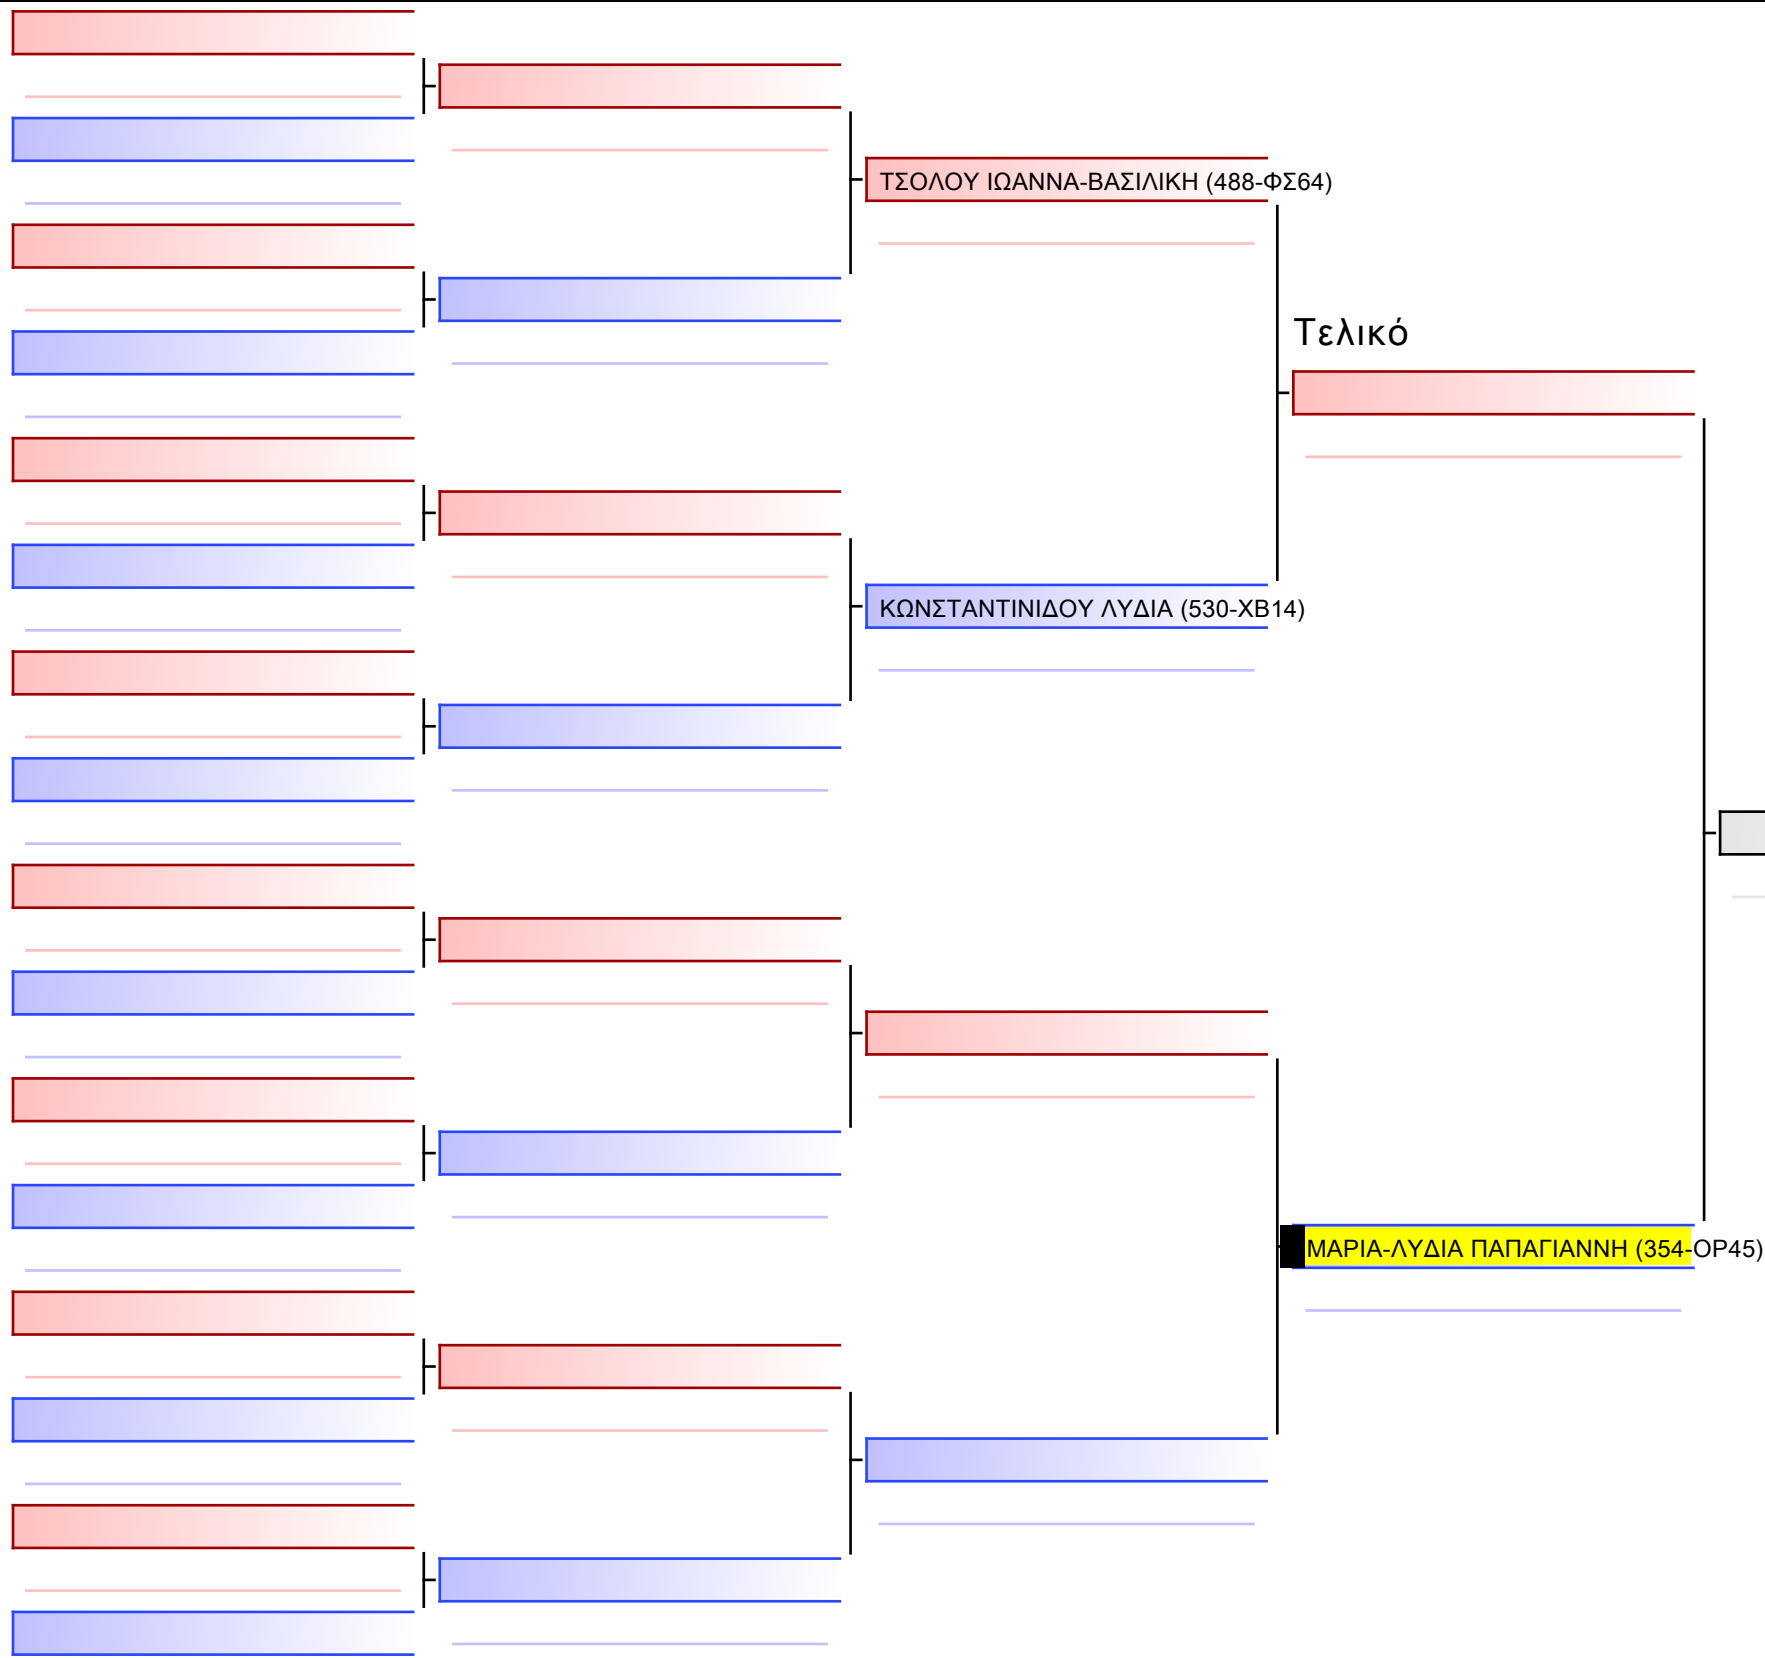 ΤΣΟΛΟΥ ΙΩΑΝΝΑ-ΒΑΣΙΛΙΚΗ (488-ΦΣ64)
Τελικό
ΚΩΝΣΤΑΝΤΙΝΙΔΟΥ ΛΥΔΙΑ (530-ΧΒ14)
ΜΑΡΙΑ-ΛΥΔΙΑ ΠΑΠΑΓΙΑΝΝΗ (354-ΟΡ45)